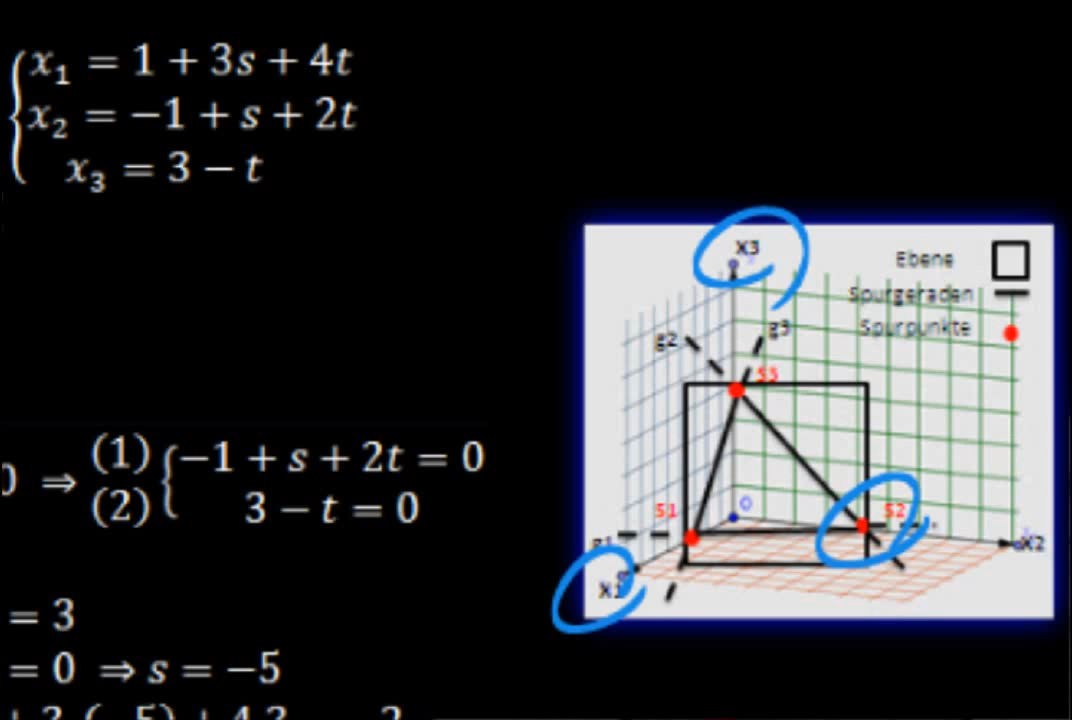 x₁ = 1 + 3s + 4t
x₂ = −1 + s + 2t
x₃ = 3 − t
X3
Ebene
Spurgeraden
Spurpunkte
g2
g3
S3
0 ⇒ (1) { −1 + s + 2t = 0
(2) 3 − t = 0
S1
O
S2
g1
X2
X1
= 3
= 0 ⇒ s = −5